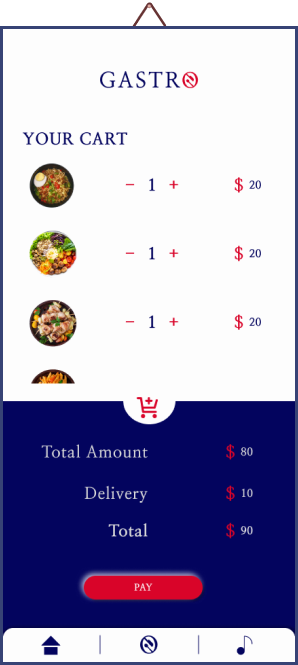 GASTRO
YOUR CART
− 1 + $ 20
− 1 + $ 20
− 1 + $ 20
Total Amount $ 80
Delivery $ 10
Total $ 90
PAY